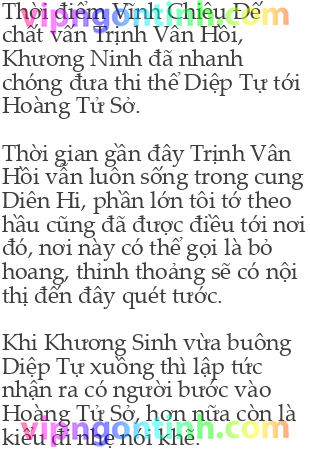 Thời điểm Vĩnh Chiêu Đế
chất vấn Trịnh Vân Hồi,
Khương Ninh đã nhanh
chóng đưa thi thể Diệp Tự tới
Hoàng Tử Sở.

Thời gian gần đây Trịnh Vân
Hồi vẫn luôn sống trong cung
Diên Hi, phần lớn tôi tớ theo
hầu cũng đã được điều tới nơi
đó, nơi này có thể gọi là bỏ
hoang, thỉnh thoảng sẽ có nội
thị đến đây quét tước.

Khi Khương Sinh vừa buông
Diệp Tự xuống thì lập tức
nhận ra có người bước vào
Hoàng Tử Sở, hơn nữa còn là
kiểu đi nhẹ nói khẽ.
vipngontinh.com
vipngontinh.com